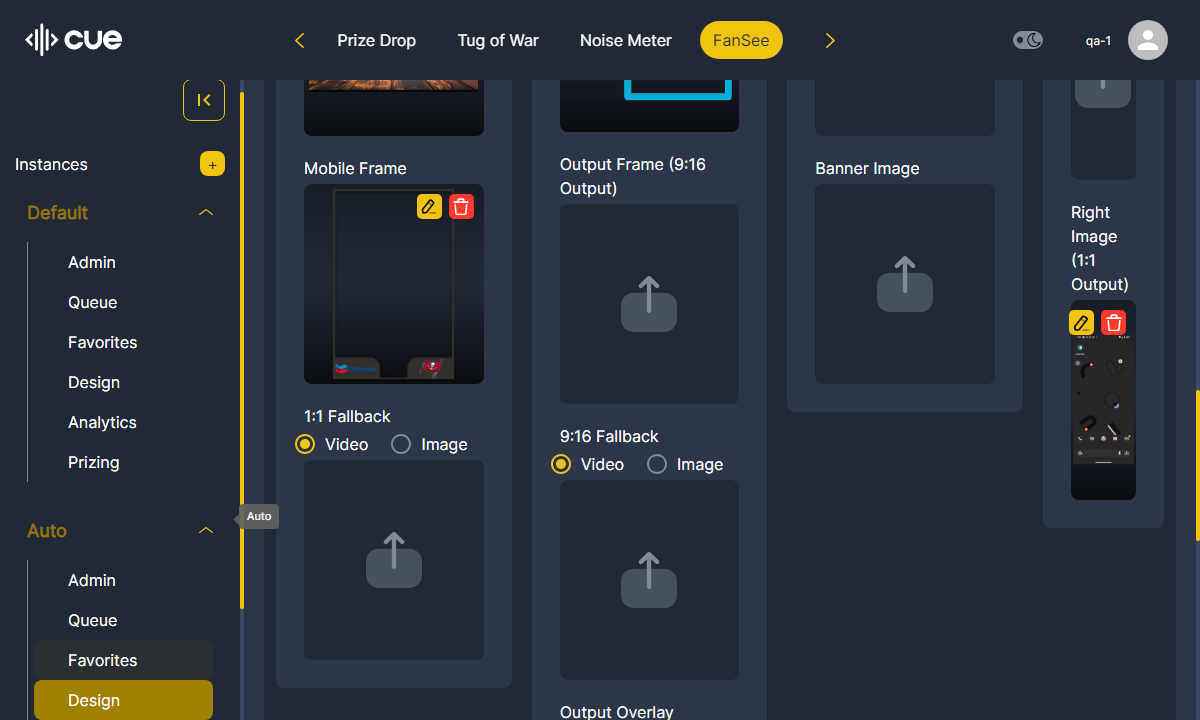 cue
Prize Drop
Tug of War
Noise Meter
FanSee
qa-1
Instances
+
Default
Admin
Queue
Favorites
Design
Analytics
Prizing
Auto
Auto
Admin
Queue
Favorites
Design
Mobile Frame
1:1 Fallback
Video
Image
Output Frame (9:16
Output)
9:16 Fallback
Video
Image
Output Overlay
Banner Image
Right
Image
(1:1
Output)